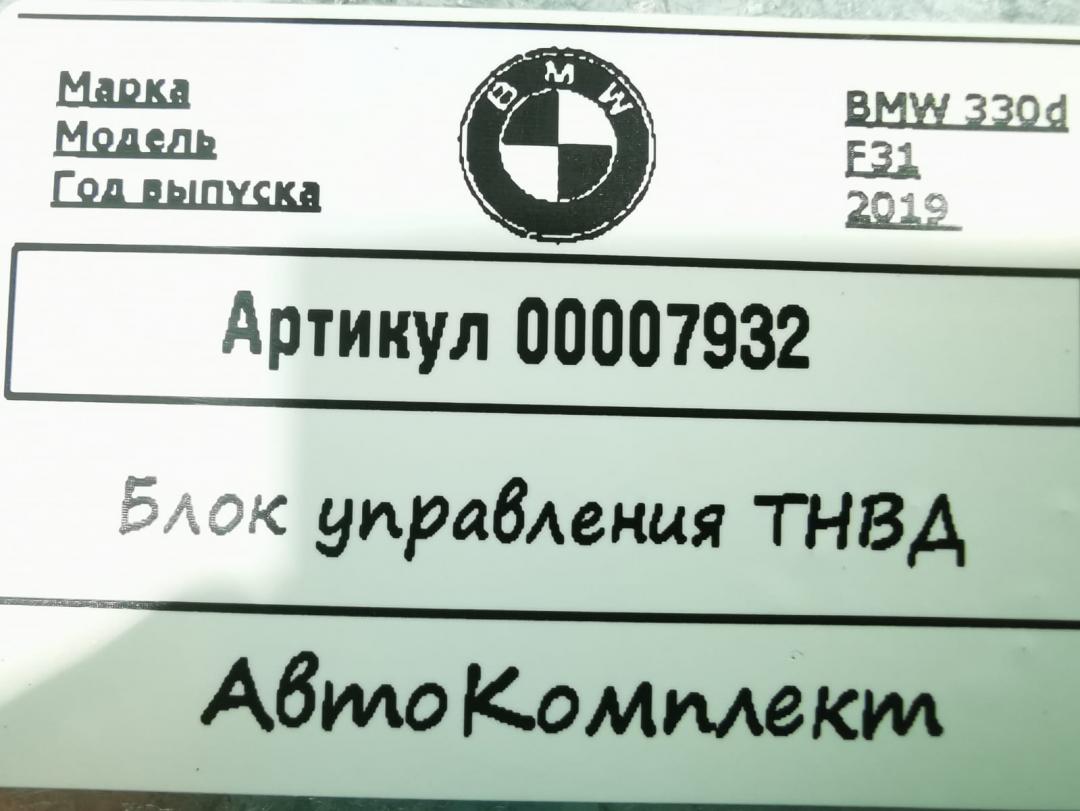 Марка
BMW 330d
Модель
F31
Год выпуска
2019
BMW
Артикул 00007932
Блок управления ТНВД
АвтоКомплект